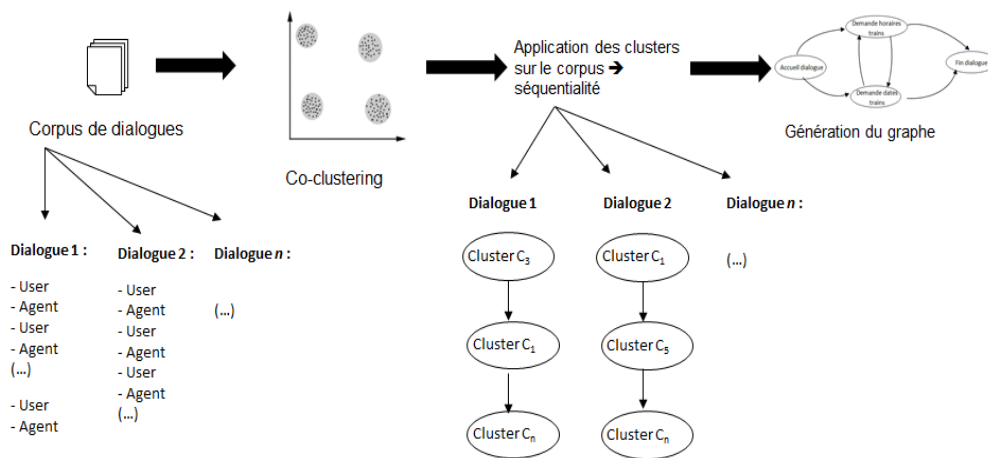 Corpus de dialogues
Co-clustering
Application des clusters
sur le corpus ➔
séquentialité
Demande horaires
trains
Accueil dialogue
Fin dialogue
Demande dates
trains
Génération du graphe
Dialogue 1 :
- User
- Agent
- User
- Agent
(...)
- User
- Agent
Dialogue 2 :
- User
- Agent
- User
- Agent
- User
- Agent
(...)
Dialogue n :
(...)
Dialogue 1
Cluster C3
Cluster C1
Cluster Cn
Dialogue 2
Cluster C1
Cluster C5
Cluster Cn
Dialogue n :
(...)